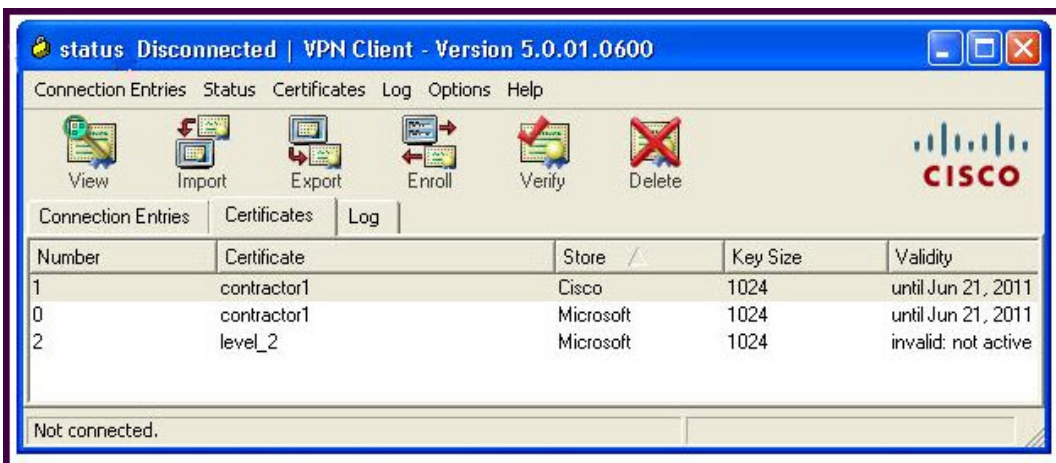 status Disconnected | VPN Client - Version 5.0.01.0600
Connection Entries Status Certificates Log Options Help
View Import Export Enroll Verify Delete
CISCO
Connection Entries Certificates Log
Number Certificate Store Key Size Validity
1 contractor1 Cisco 1024 until Jun 21, 2011
0 contractor1 Microsoft 1024 until Jun 21, 2011
2 level_2 Microsoft 1024 invalid: not active
Not connected.